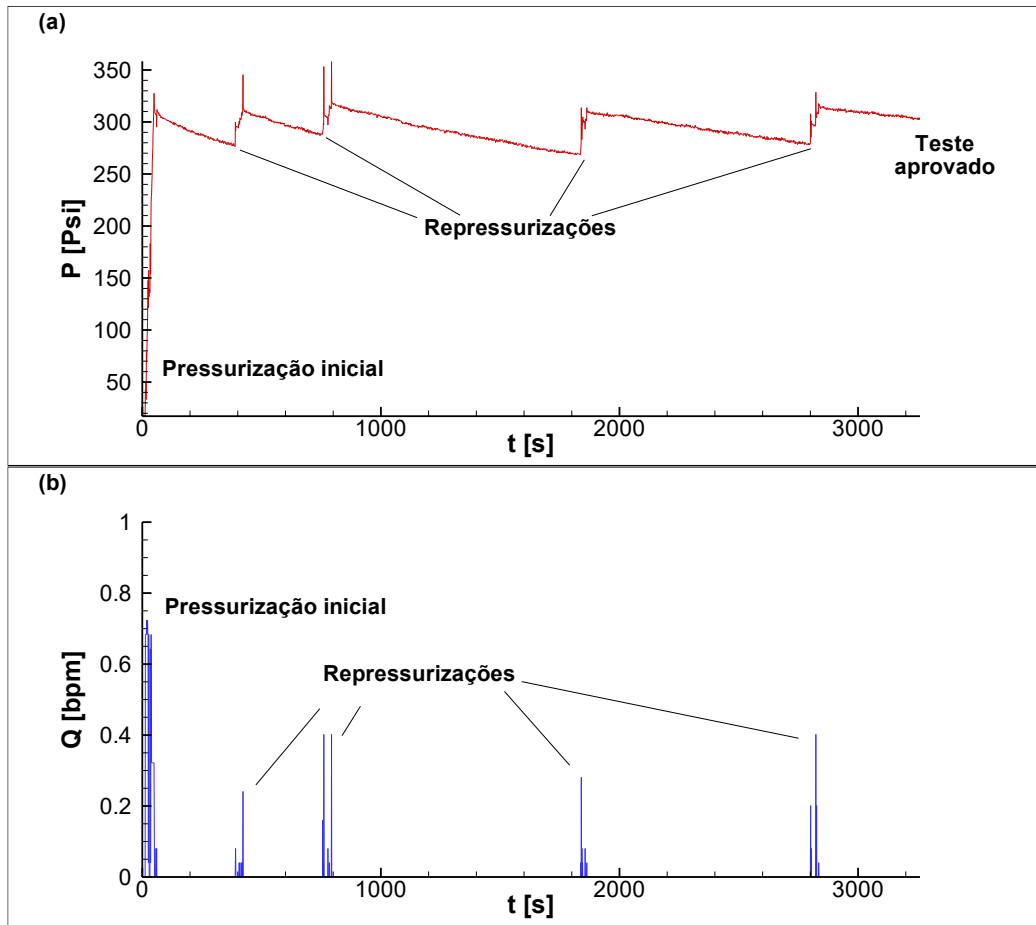 (a)
350
300
250
200
150
100
50
P [Psi]
Pressurização inicial
Repressurizações
Teste
aprovado
0
1000
2000
3000
t [s]
(b)
1
0.8
0.6
0.4
0.2
0
Q [bpm]
Pressurização inicial
Repressurizações
0
1000
2000
3000
t [s]